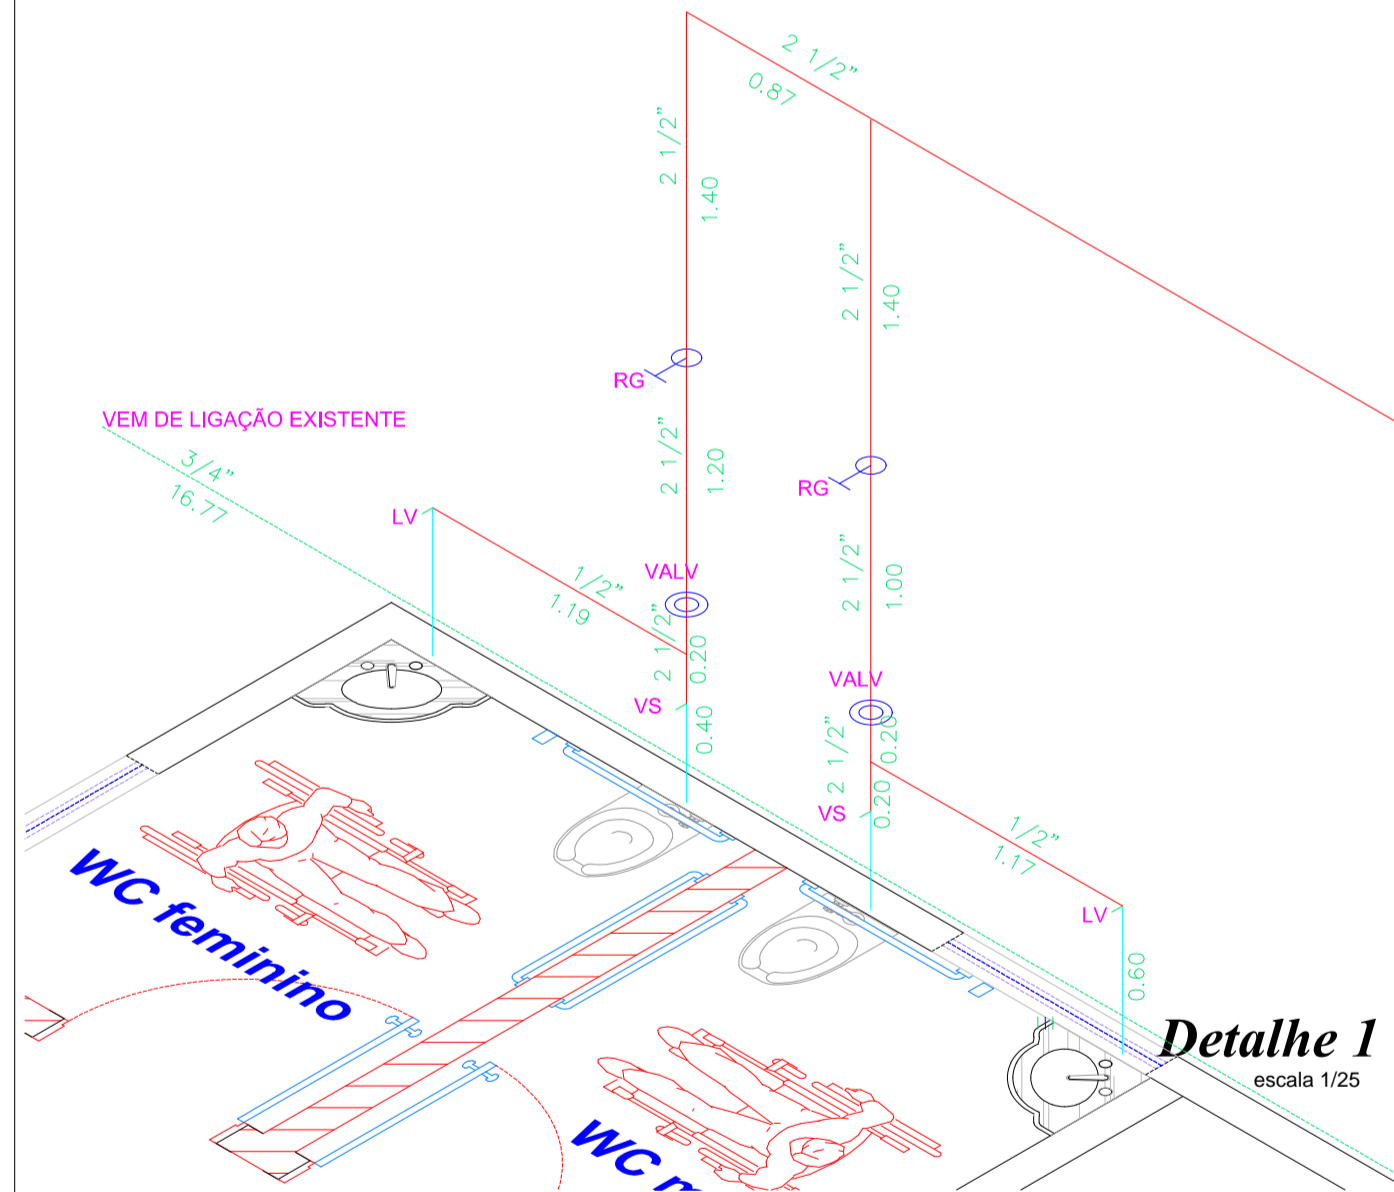 2 1/2”
0.87
2 1/2”
1.40
2 1/2”
1.40
RG
VEM DE LIGAÇÃO EXISTENTE
3/4”
16.77
2 1/2”
1.20
RG
LV
2 1/2”
1.00
VALV
1/2”
1.19
2 1/2”
0.20
VALV
VS
0.40
2 1/2”
0.20
VS
0.20
1/2”
1.17
LV
0.60
WC feminino
Detalhe 1
escala 1/25
WC